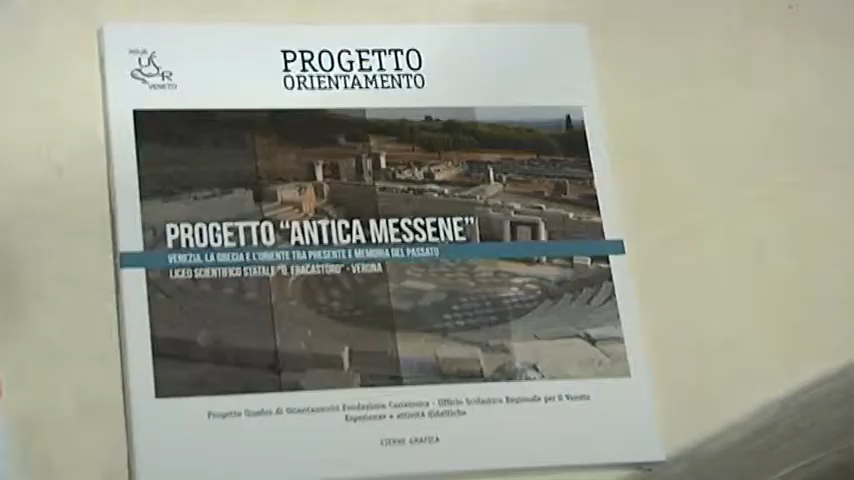 MIUR
USR
VENETO
PROGETTO
ORIENTAMENTO
PROGETTO "ANTICA MESSENE"
VENEZIA, LA GRECIA E L'ORIENTE TRA PRESENTE E MEMORIA DEL PASSATO
LICEO SCIENTIFICO STATALE "G. FRACASTORO" - VERONA
Progetto Quadro di Orientamento Fondazione Cariverona - Ufficio Scolastico Regionale per il Veneto
Esperienze e attività didattiche
CIERRE GRAFICA